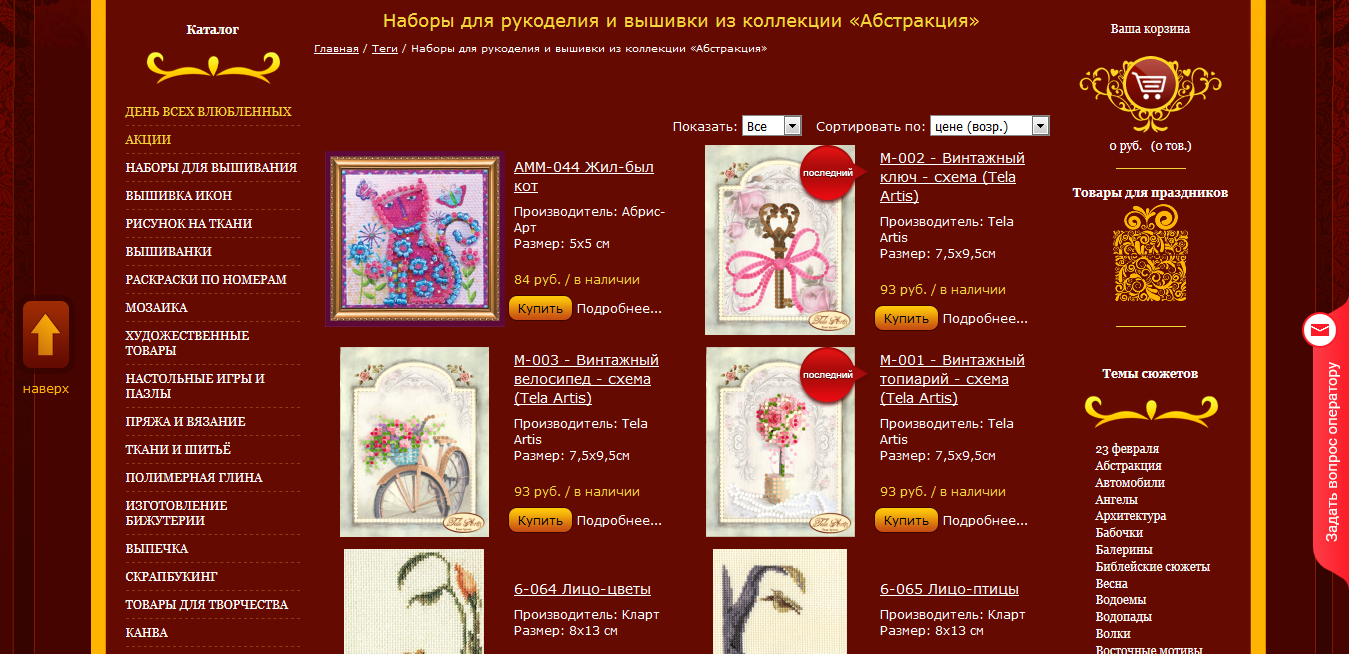 Каталог
ДЕНЬ ВСЕХ ВЛЮБЛЕННЫХ
АКЦИИ
НАБОРЫ ДЛЯ ВЫШИВАНИЯ
ВЫШИВКА ИКОН
РИСУНОК НА ТКАНИ
ВЫШИВАНКИ
РАСКРАСКИ ПО НОМЕРАМ
МОЗАИКА
ХУДОЖЕСТВЕННЫЕ
ТОВАРЫ
НАСТОЛЬНЫЕ ИГРЫ И
ПАЗЛЫ
ПРЯЖА И ВЯЗАНИЕ
ТКАНИ И ШИТЬЁ
ПОЛИМЕРНАЯ ГЛИНА
ИЗГОТОВЛЕНИЕ
БИЖУТЕРИИ
ВЫПЕЧКА
СКРАПБУКИНГ
ТОВАРЫ ДЛЯ ТВОРЧЕСТВА
КАНВА
наверх
Наборы для рукоделия и вышивки из коллекции «Абстракция»
Главная / Теги / Наборы для рукоделия и вышивки из коллекции «Абстракция»
Показать: Все Сортировать по: цене (возр.)
АММ-044 Жил-был
кот
Производитель: Абрис-
Арт
Размер: 5х5 см
84 руб. / в наличии
Купить Подробнее...
последний
Tela Artis
М-002 - Винтажный
ключ - схема (Tela
Artis)
Производитель: Tela
Artis
Размер: 7,5х9,5см
93 руб. / в наличии
Купить Подробнее...
Tela Artis
М-003 - Винтажный
велосипед - схема
(Tela Artis)
Производитель: Tela
Artis
Размер: 7,5х9,5см
93 руб. / в наличии
Купить Подробнее...
последний
Tela Artis
М-001 - Винтажный
топиарий - схема
(Tela Artis)
Производитель: Tela
Artis
Размер: 7,5х9,5см
93 руб. / в наличии
Купить Подробнее...
6-064 Лицо-цветы
Производитель: Кларт
Размер: 8х13 см
6-065 Лицо-птицы
Производитель: Кларт
Размер: 8х13 см
Ваша корзина
0 руб. (0 тов.)
Товары для праздников
Темы сюжетов
23 февраля
Абстракция
Автомобили
Ангелы
Архитектура
Бабочки
Балерины
Библейские сюжеты
Весна
Водоемы
Водопады
Волки
Восточные мотивы
Задать вопрос оператору